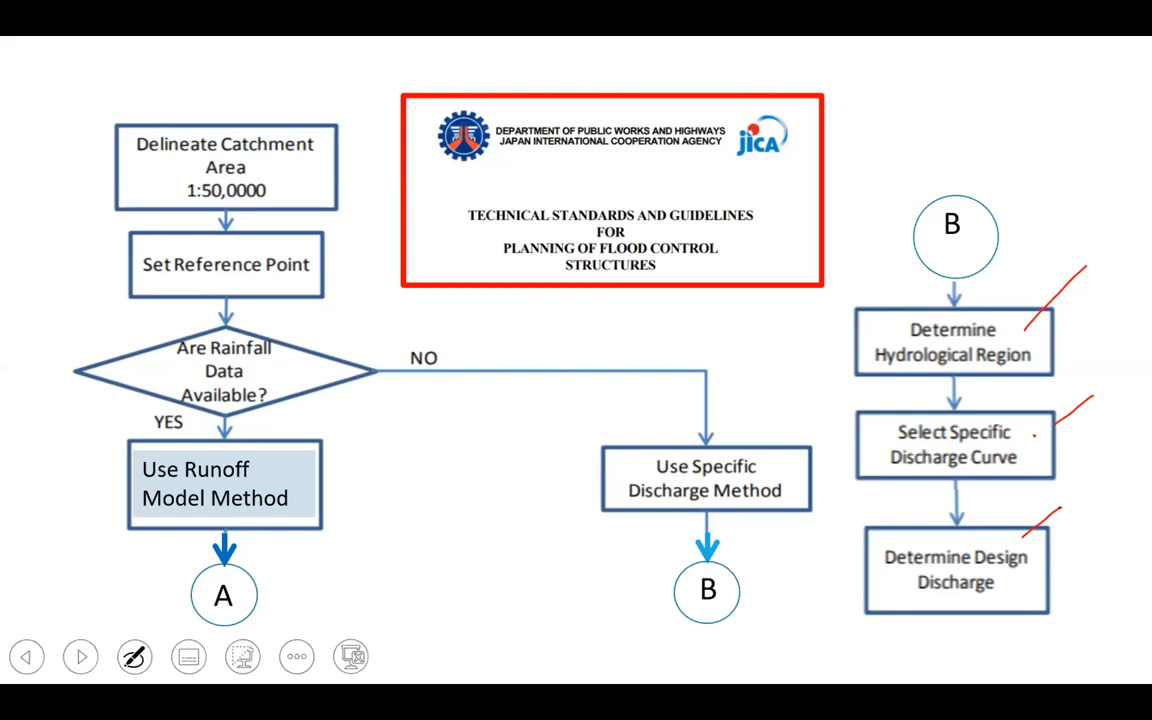 Delineate Catchment
Area
1:50,0000
Set Reference Point
Are Rainfall
Data
Available?
NO
YES
Use Runoff
Model Method
A
Use Specific
Discharge Method
B
DEPARTMENT OF PUBLIC WORKS AND HIGHWAYS
JAPAN INTERNATIONAL COOPERATION AGENCY
jica
TECHNICAL STANDARDS AND GUIDELINES
FOR
PLANNING OF FLOOD CONTROL
STRUCTURES
B
Determine
Hydrological Region
Select Specific
Discharge Curve
Determine Design
Discharge